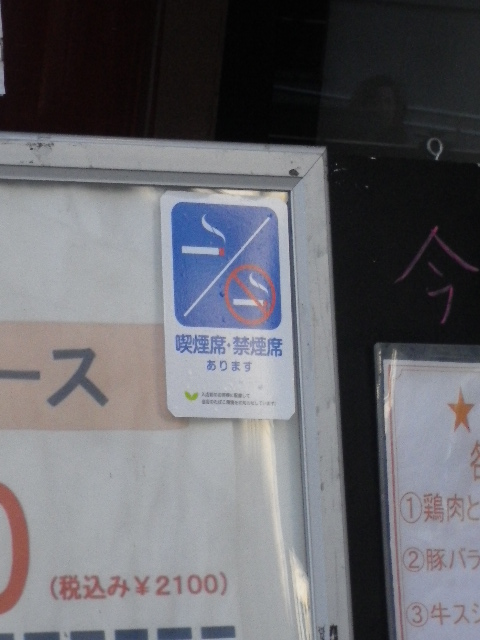 喫煙席・禁煙席
あります
ース
0
(税込み¥2100)
今
★
①鶏肉と
②豚バラ
③牛スジ